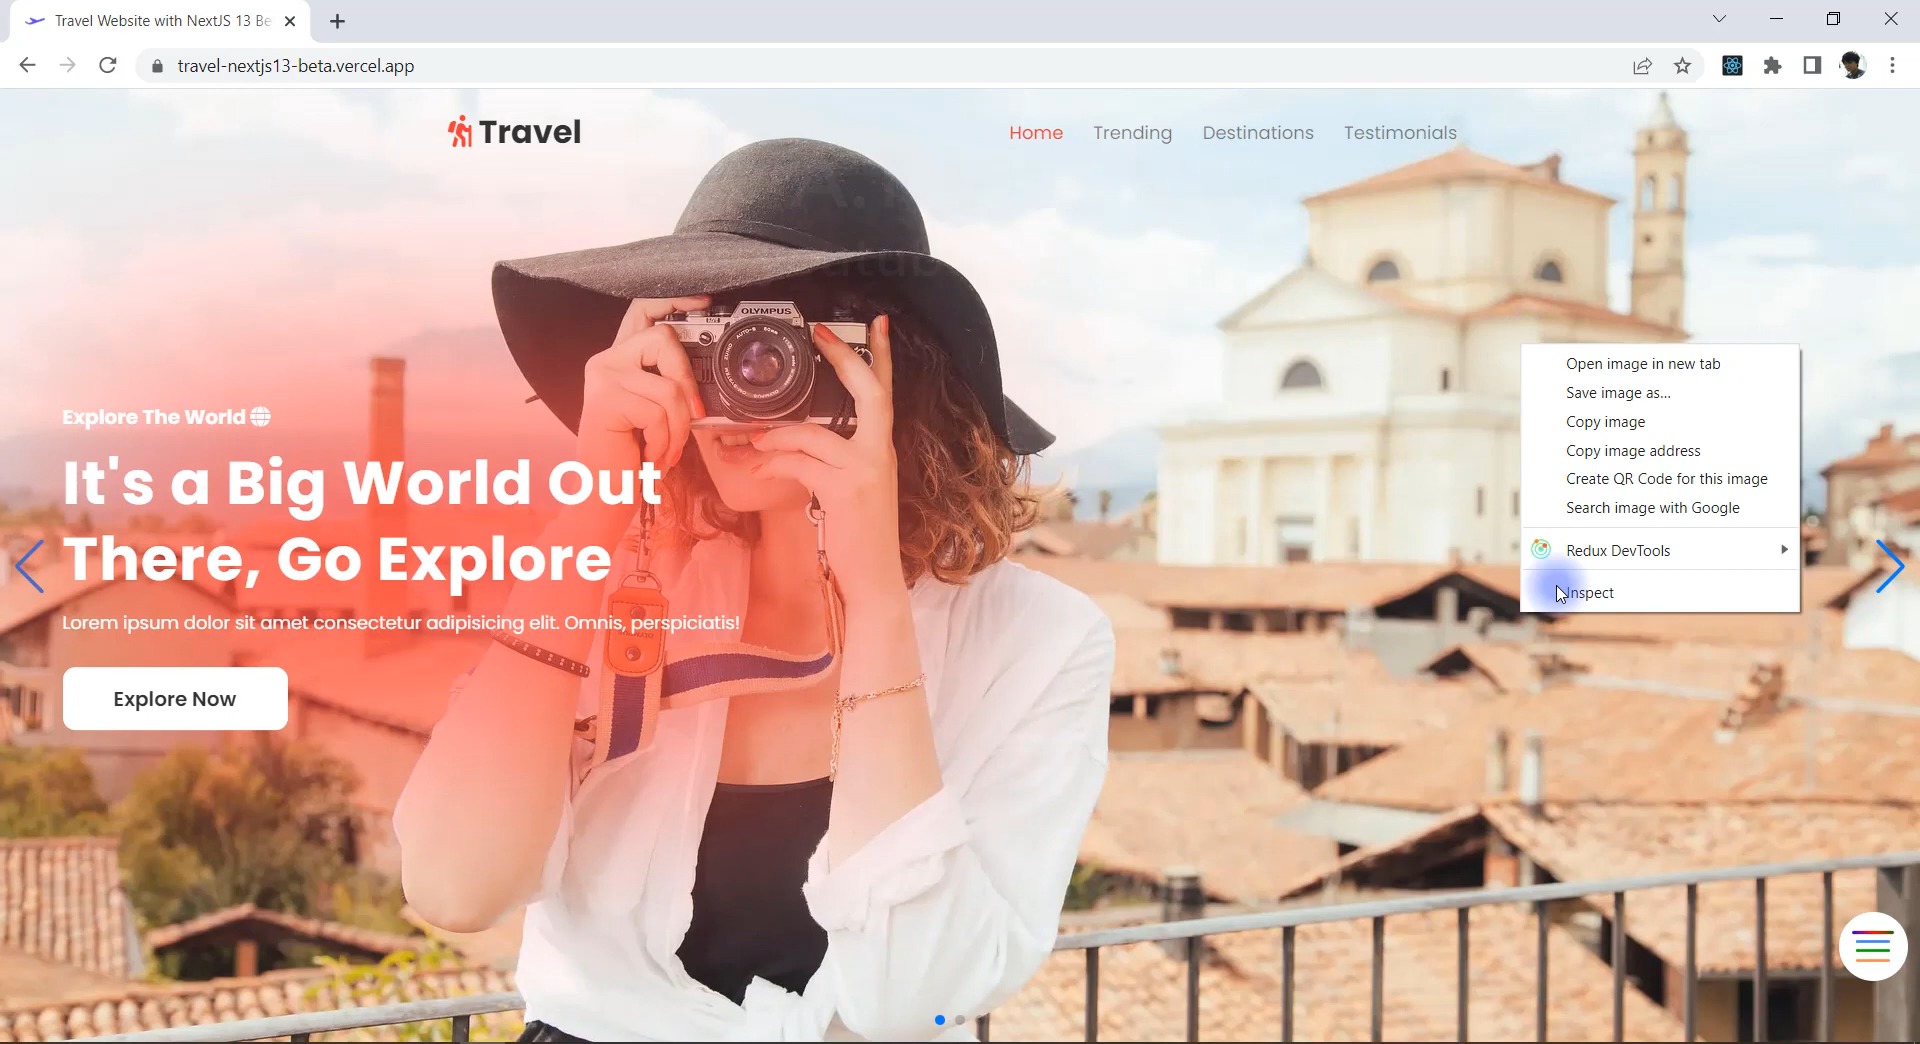 Travel Website with NextJS 13 Be
travel-nextjs13-beta.vercel.app
Travel
Home
Trending
Destinations
Testimonials
OLYMPUS
Explore The World
It's a Big World Out
There, Go Explore
Lorem ipsum dolor sit amet consectetur adipisicing elit. Omnis, perspiciatis!
Explore Now
Open image in new tab
Save image as...
Copy image
Copy image address
Create QR Code for this image
Search image with Google
Redux DevTools
Inspect